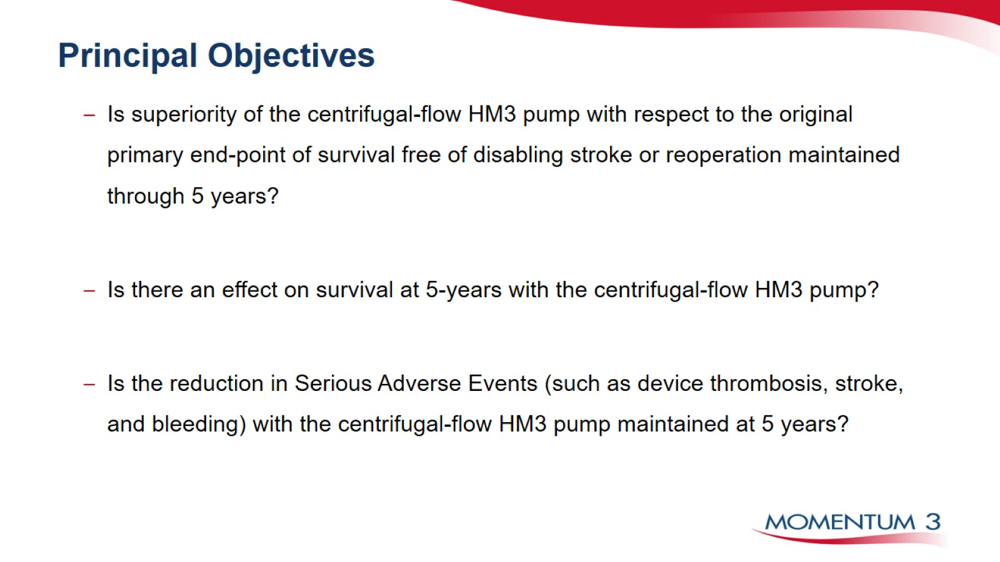 Principal Objectives
– Is superiority of the centrifugal-flow HM3 pump with respect to the original
primary end-point of survival free of disabling stroke or reoperation maintained
through 5 years?
– Is there an effect on survival at 5-years with the centrifugal-flow HM3 pump?
– Is the reduction in Serious Adverse Events (such as device thrombosis, stroke,
and bleeding) with the centrifugal-flow HM3 pump maintained at 5 years?
MOMENTUM 3